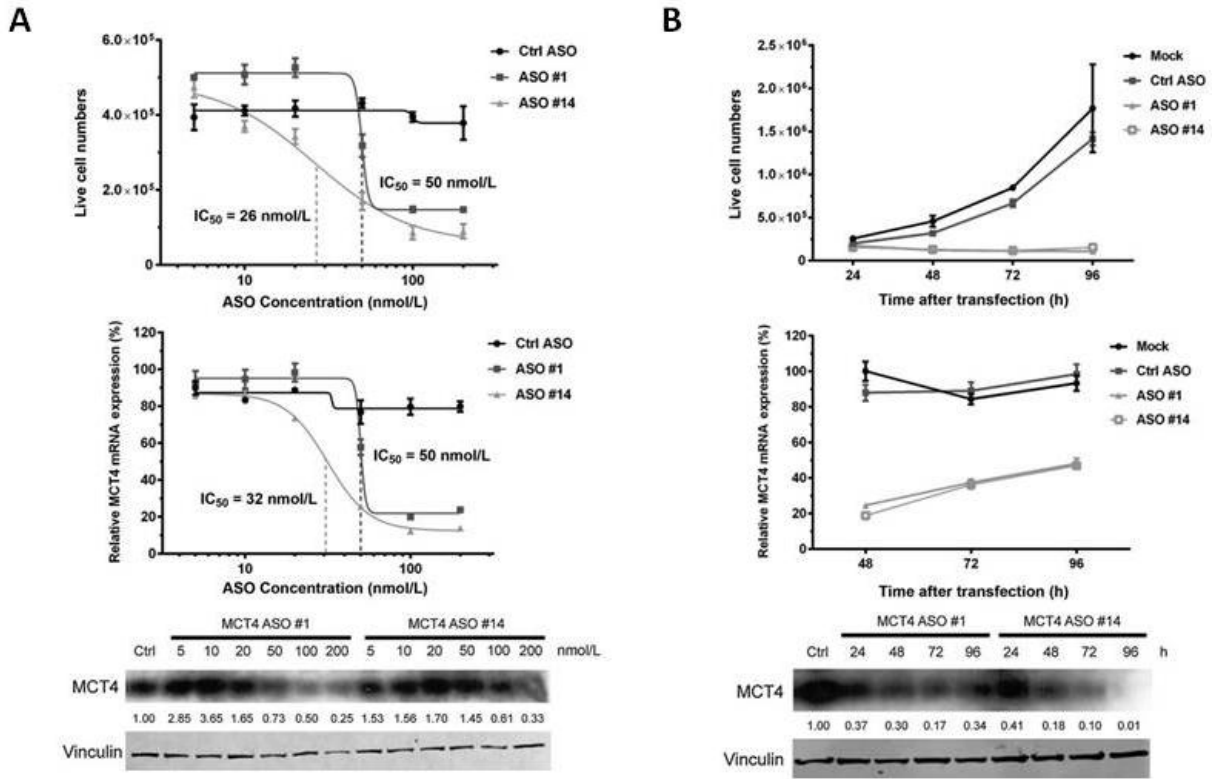 A
6.0×10⁵
4.0×10⁵
2.0×10⁵
0
Live cell numbers
Ctrl ASO
ASO #1
ASO #14
IC₅₀ = 50 nmol/L
IC₅₀ = 26 nmol/L
10
100
ASO Concentration (nmol/L)
120
100
80
60
40
20
0
Relative MCT4 mRNA expression (%)
Ctrl ASO
ASO #1
ASO #14
IC₅₀ = 50 nmol/L
IC₅₀ = 32 nmol/L
10
100
ASO Concentration (nmol/L)
MCT4 ASO #1 MCT4 ASO #14
Ctrl 5 10 20 50 100 200 5 10 20 50 100 200 nmol/L
MCT4
1.00 2.85 3.65 1.65 0.73 0.50 0.25 1.53 1.56 1.70 1.45 0.81 0.33
Vinculin
B
2.5×10⁶
2.0×10⁶
1.5×10⁶
1.0×10⁶
5.0×10⁵
0
Live cell numbers
Mock
Ctrl ASO
ASO #1
ASO #14
24 48 72 96
Time after transfection (h)
120
100
80
60
40
20
0
Relative MCT4 mRNA expression (%)
Mock
Ctrl ASO
ASO #1
ASO #14
48 72 96
Time after transfection (h)
MCT4 ASO #1 MCT4 ASO #14
Ctrl 24 48 72 96 24 48 72 96 h
MCT4
1.00 0.37 0.30 0.17 0.34 0.41 0.18 0.10 0.01
Vinculin